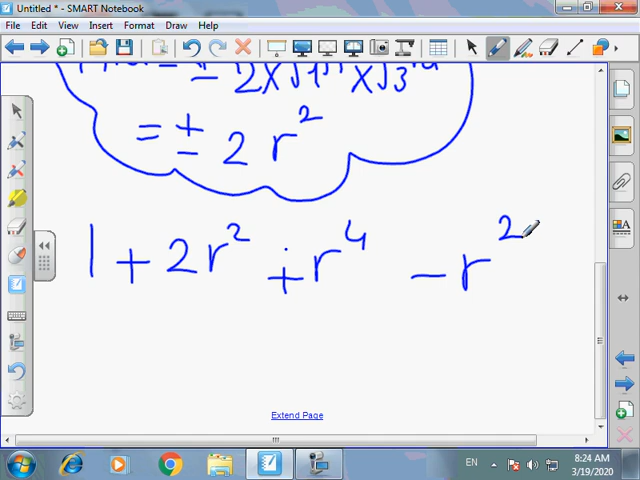 Untitled * - SMART Notebook
File Edit View Insert Format Draw Help
= ± 2 r²
1 + 2r² + r⁴ - r²
Extend Page
EN 8:24 AM
3/19/2020